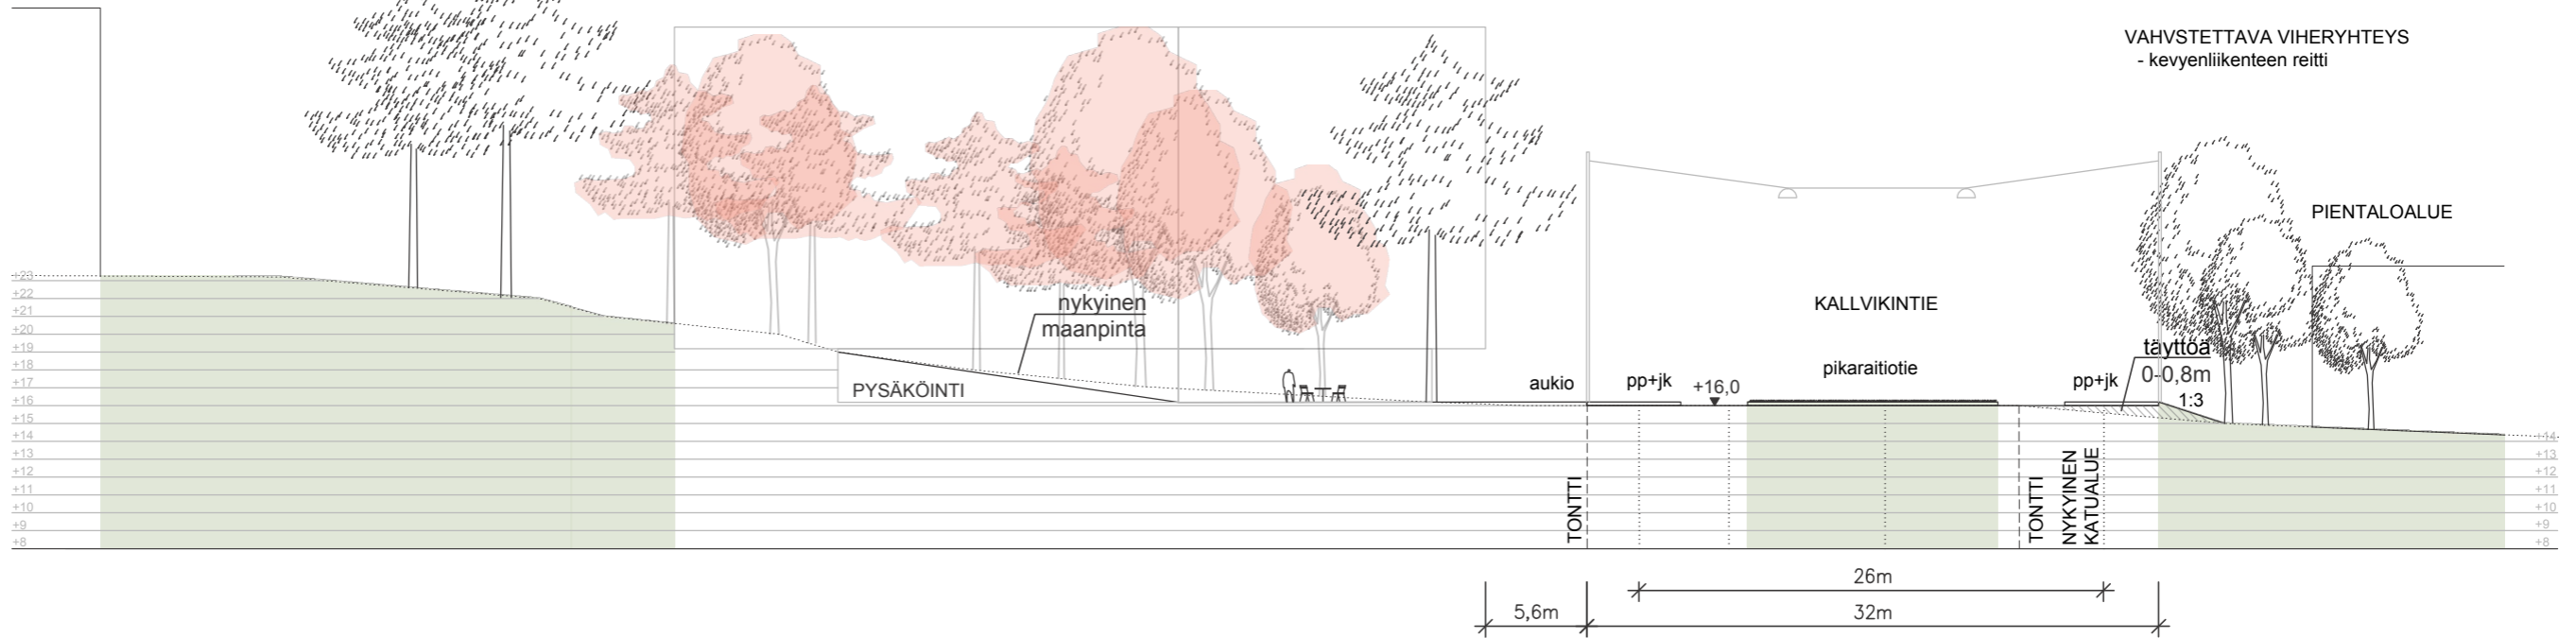 VAHVSTETTAVA VIHERYHTEYS
- kevyenliikenteen reitti
PIENTALOALUE
nykyinen
maanpinta
KALLVIKINTIE
PYSÄKÖINTI
aukio
pp+jk
+16,0
pikaraitiotie
pp+jk
täyttöä
0-0,8m
1:3
+23
+22
+21
+20
+19
+18
+17
+16
+15
+14
+13
+12
+11
+10
+9
+8
TONTTI
TONTTI
NYKYINEN
KATUALUE
+14
+13
+12
+11
+10
+9
+8
26m
5,6m
32m